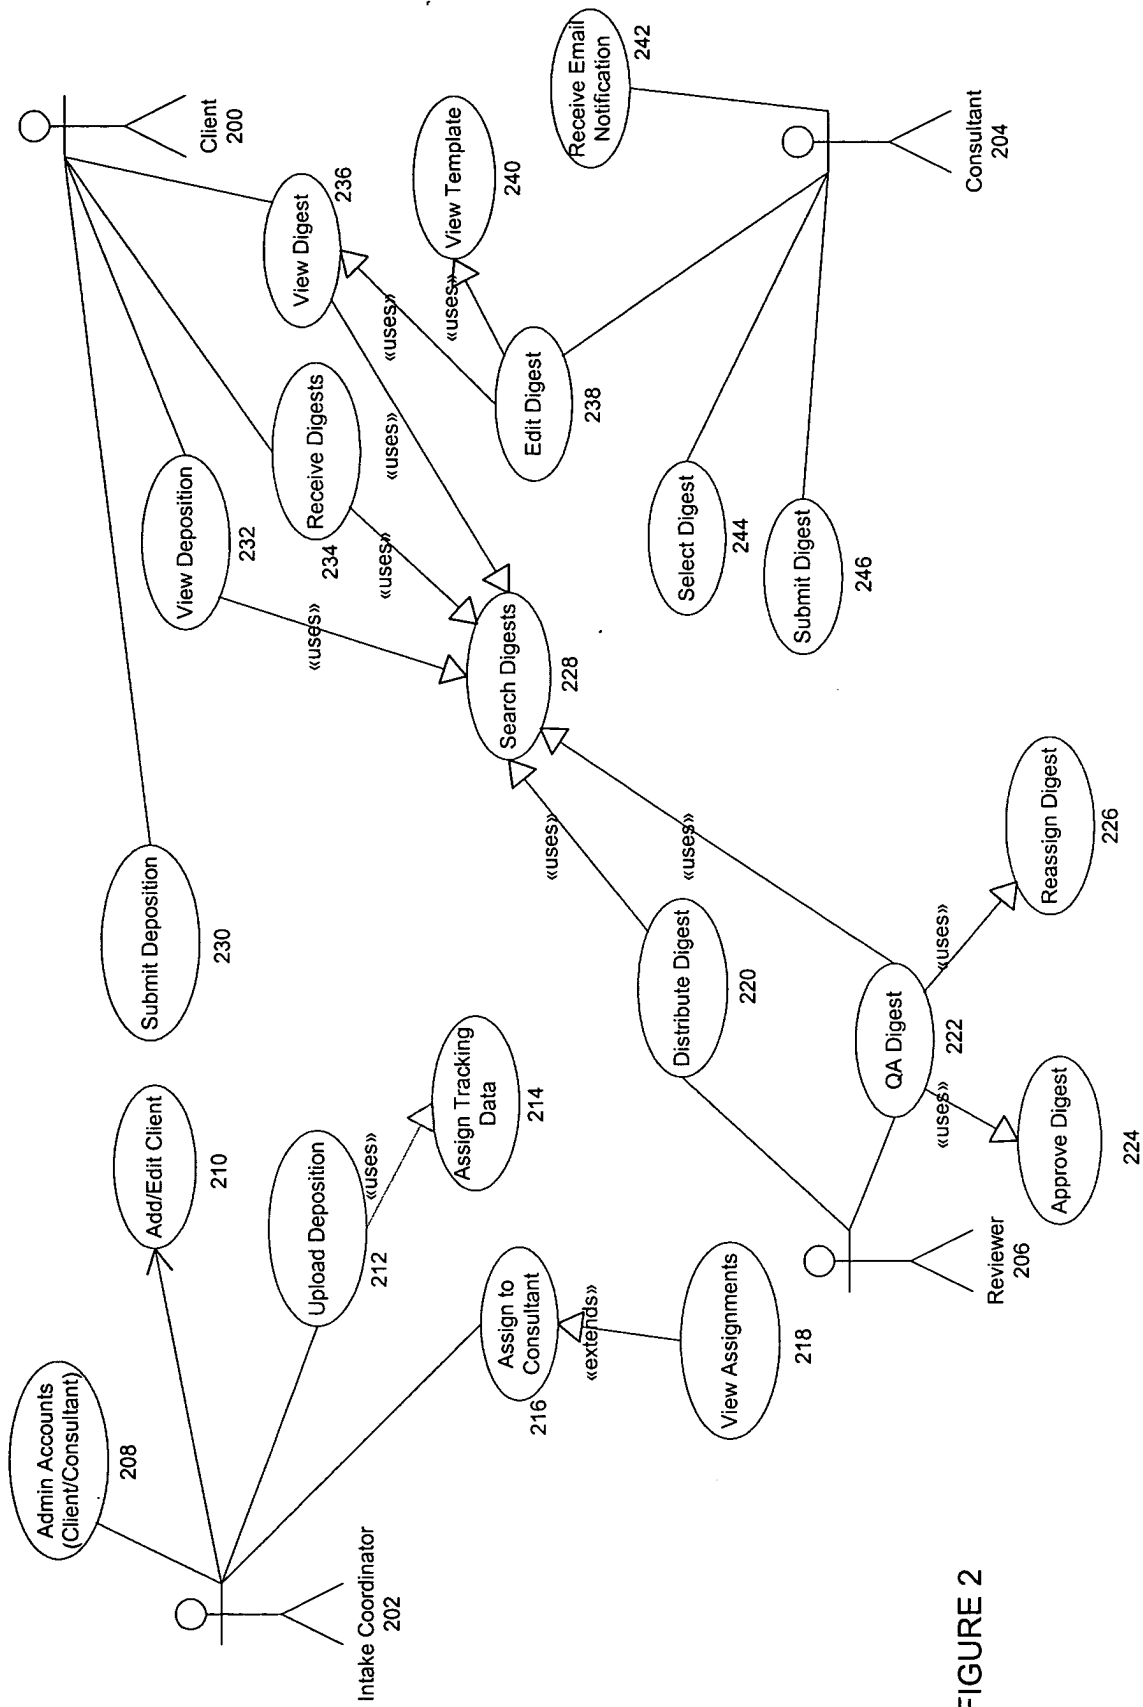 Admin Accounts
(Client/Consultant)
208
Intake Coordinator
202
Add/Edit Client
210
Upload Deposition
212
«uses»
Assign Tracking
Data
214
Assign to
Consultant
216
«extends»
View Assignments
218
Submit Deposition
230
View Deposition
232
«uses»
Receive Digests
234
«uses»
View Digest
236
«uses»
Client
200
Search Digests
228
«uses»
«uses»
View Template
240
«uses»
«uses»
Edit Digest
238
Receive Email
Notification
242
Distribute Digest
220
Select Digest
244
Submit Digest
246
Consultant
204
Reviewer
206
QA Digest
222
«uses»
«uses»
Approve Digest
224
Reassign Digest
226
FIGURE 2